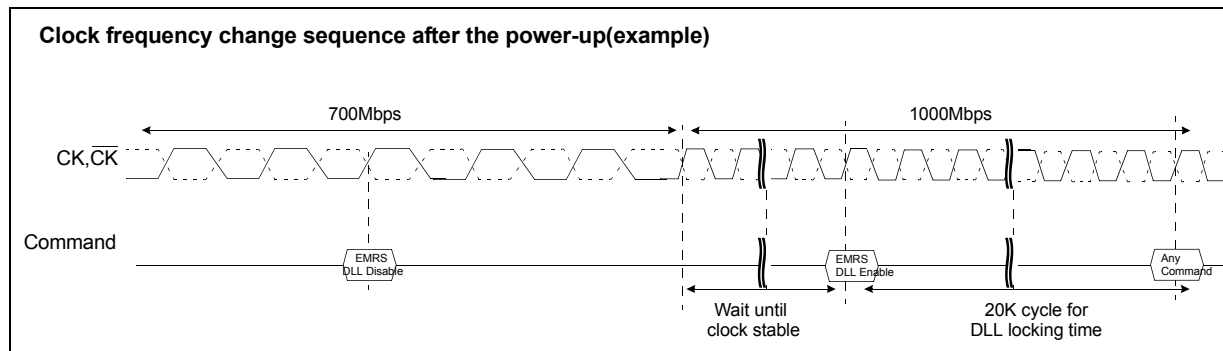 Clock frequency change sequence after the power-up(example)
700Mbps
1000Mbps
CK,C̅K̅
Command
EMRS
DLL Disable
EMRS
DLL Enable
Any
Command
Wait until
clock stable
20K cycle for
DLL locking time